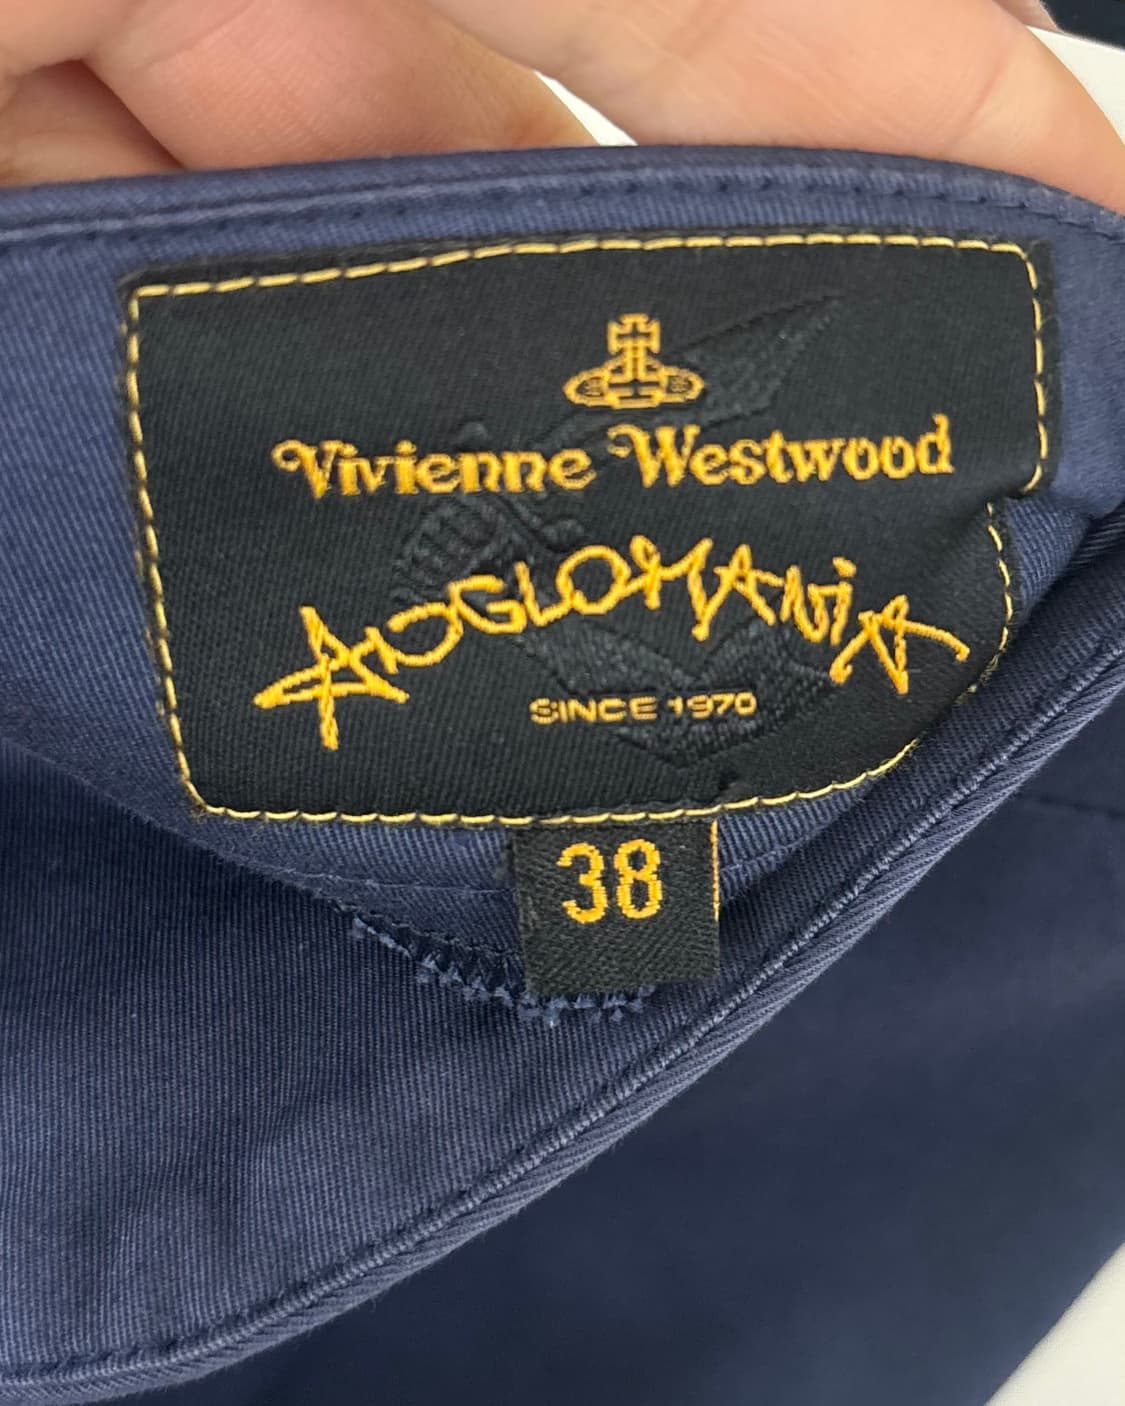 Vivienne Westwood
ANGLOMANIA
SINCE 1970
38